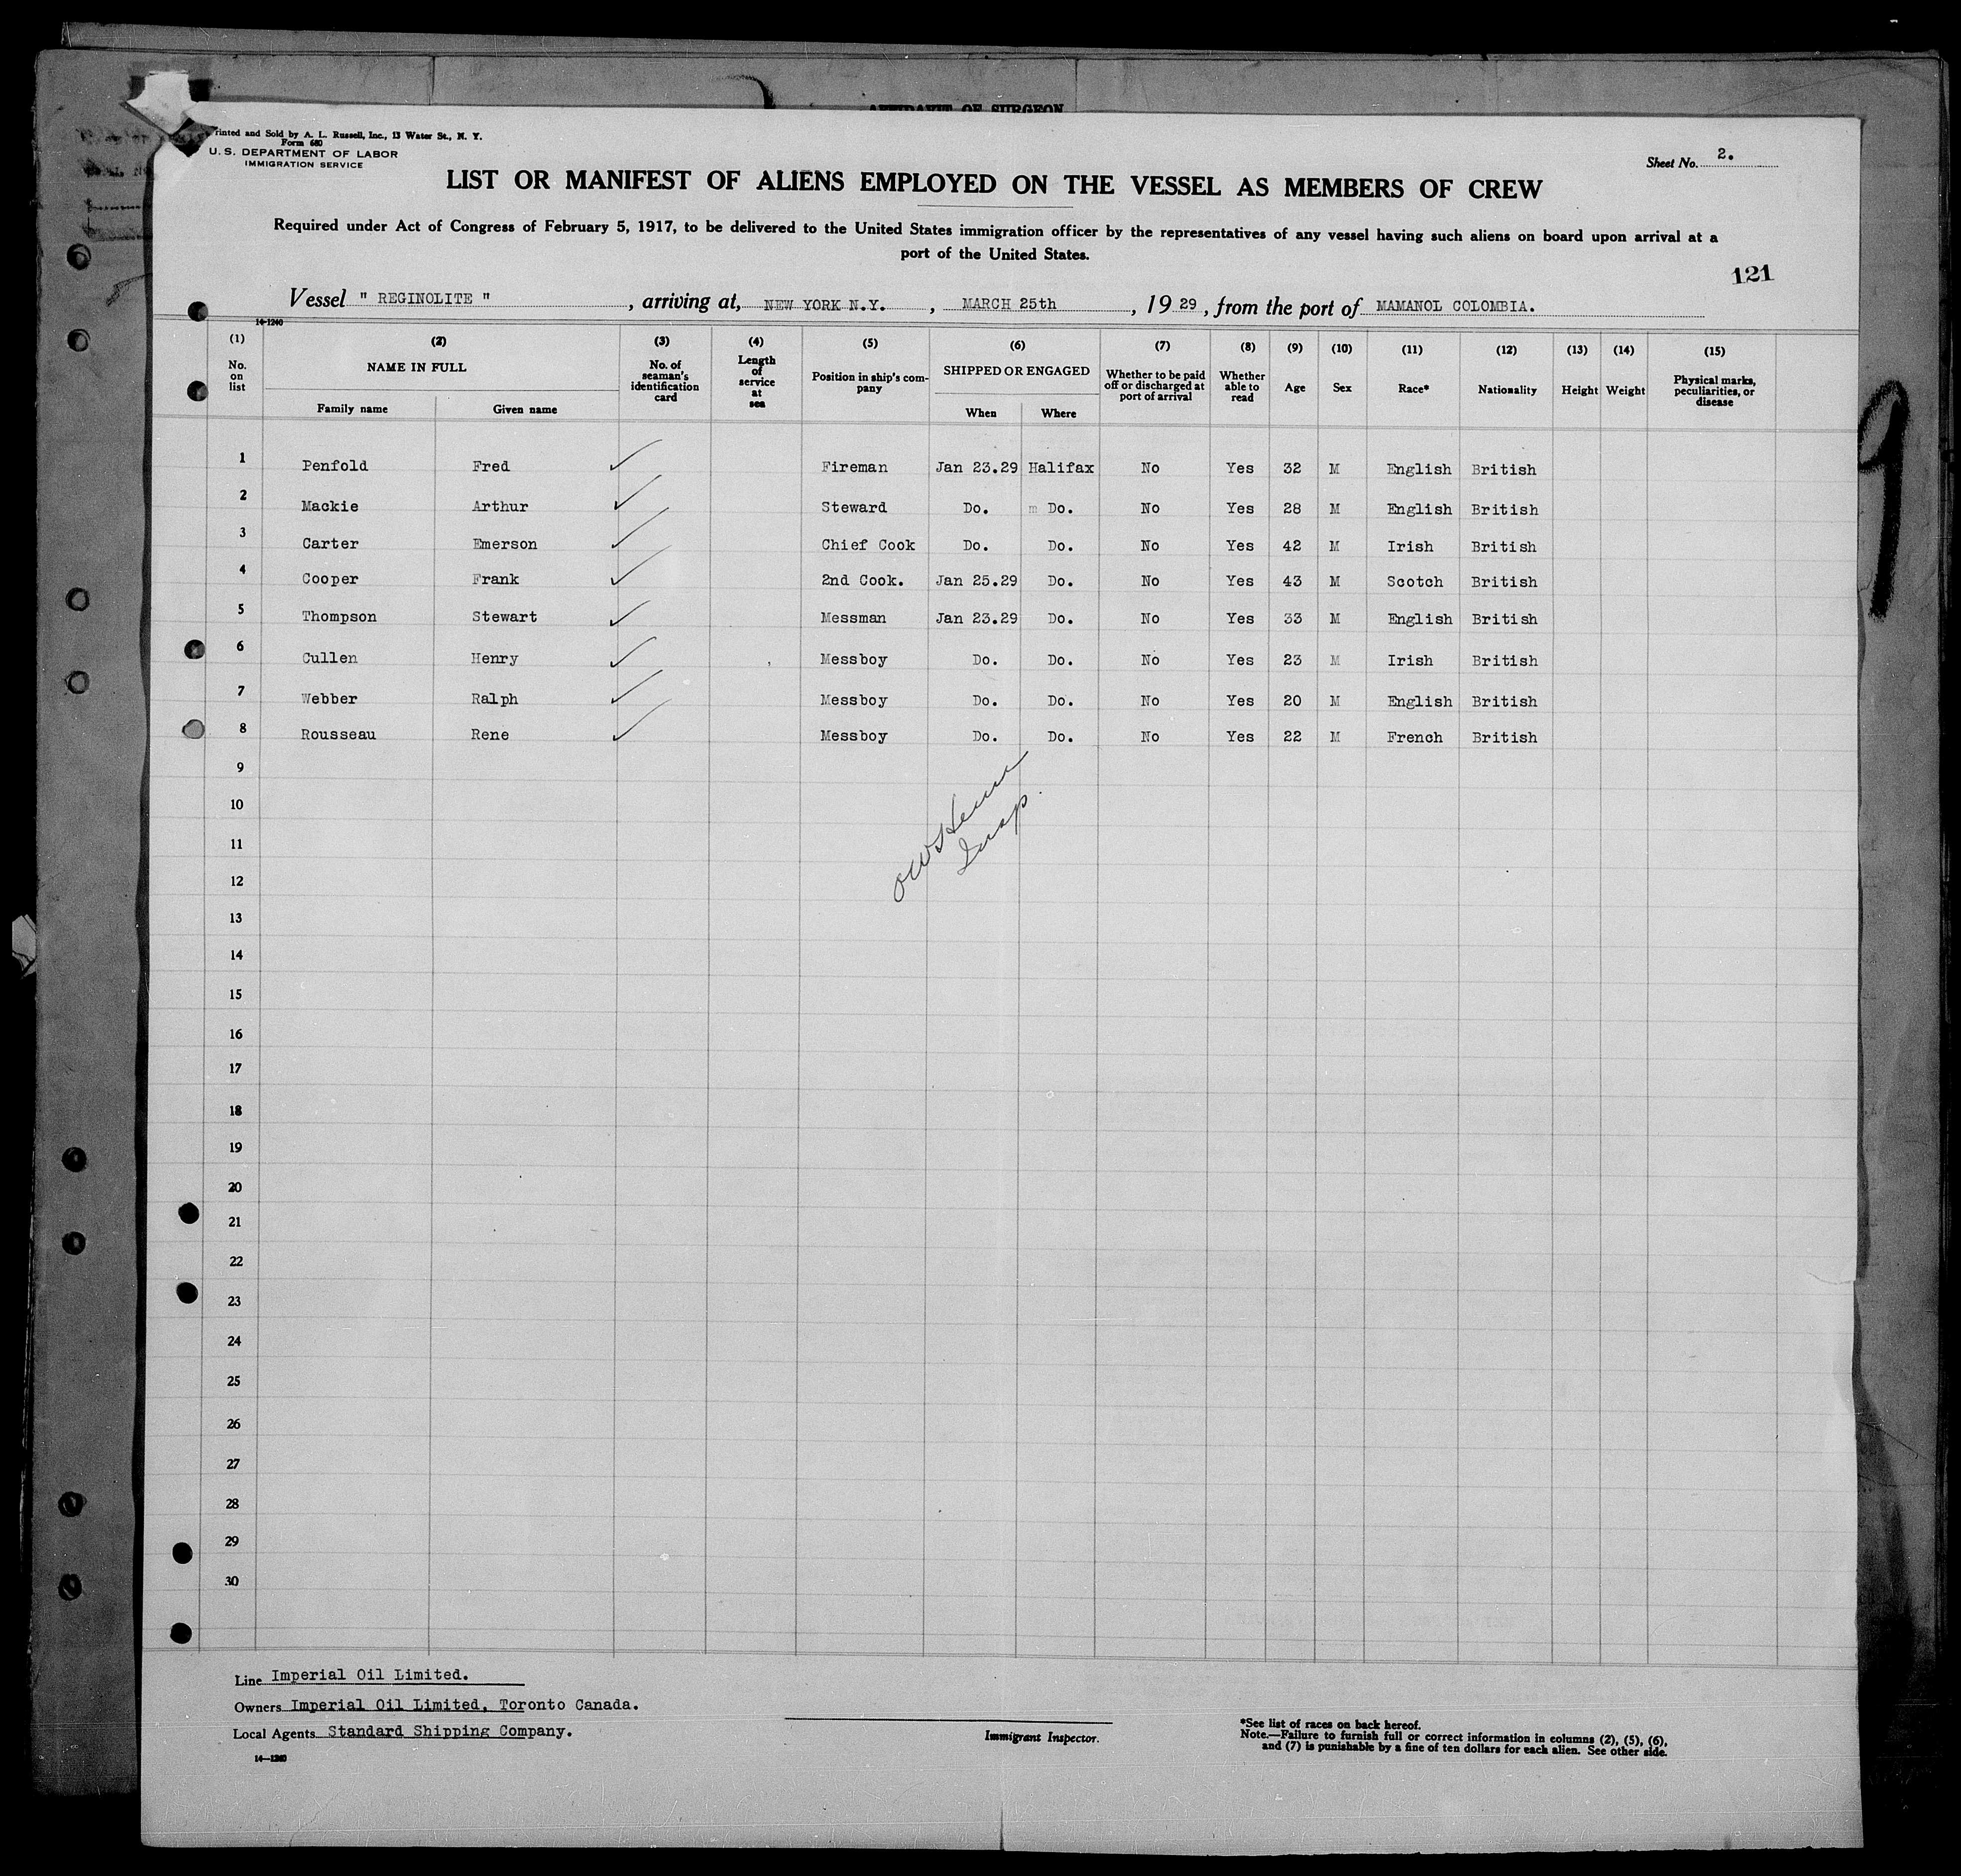 AFFIDAVIT OF SURGEON
Printed and Sold by A. L. Russell, Inc., 13 Water St., N. Y.
Form 680
U. S. DEPARTMENT OF LABOR
IMMIGRATION SERVICE
Sheet No. 2.
LIST OR MANIFEST OF ALIENS EMPLOYED ON THE VESSEL AS MEMBERS OF CREW
Required under Act of Congress of February 5, 1917, to be delivered to the United States immigration officer by the representatives of any vessel having such aliens on board upon arrival at a
port of the United States.
121
Vessel " REGINOLITE " , arriving at, NEW YORK N.Y. , MARCH 25th , 19 29 , from the port of MAMANOL COLOMBIA.
14-1240
(1) (2) (3) (4) (5) (6) (7) (8) (9) (10) (11) (12) (13) (14) (15)
No. on list NAME IN FULL Family name Given name No. of seaman's identification card Length of service at sea Position in ship's company SHIPPED OR ENGAGED When Where Whether to be paid off or discharged at port of arrival Whether able to read Age Sex Race* Nationality Height Weight Physical marks, peculiarities, or disease
1 Penfold Fred ✓ Fireman Jan 23.29 Halifax No Yes 32 M English British
2 Mackie Arthur ✓ Steward Do. m Do. No Yes 28 M English British
3 Carter Emerson ✓ Chief Cook Do. Do. No Yes 42 M Irish British
4 Cooper Frank ✓ 2nd Cook. Jan 25.29 Do. No Yes 43 M Scotch British
5 Thompson Stewart ✓ Messman Jan 23.29 Do. No Yes 33 M English British
6 Cullen Henry ✓ Messboy Do. Do. No Yes 23 M Irish British
7 Webber Ralph ✓ Messboy Do. Do. No Yes 20 M English British
8 Rousseau Rene ✓ Messboy Do. Do. No Yes 22 M French British
9
10
11
Insp.
12
13
14
15
16
17
18
19
20
21
22
23
24
25
26
27
28
29
30
Line Imperial Oil Limited.
Owners Imperial Oil Limited, Toronto Canada.
Local Agents Standard Shipping Company.
14—1240
Immigrant Inspector.
*See list of races on back hereof.
Note.—Failure to furnish full or correct information in columns (2), (5), (6),
and (7) is punishable by a fine of ten dollars for each alien. See other side.